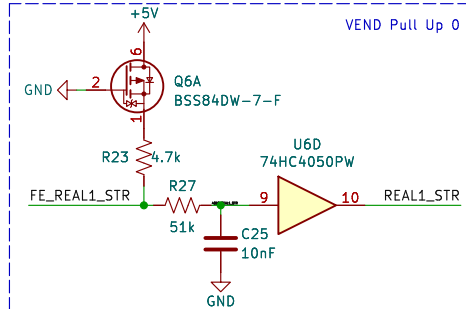 +5V
VEND Pull Up 0
6
Q6A
GND
2
BSS84DW-7-F
1
U6D
R23
4.7k
74HC4050PW
FE_REAL1_STR
R27
9
10
REAL1_STR
51k
C25
10nF
GND